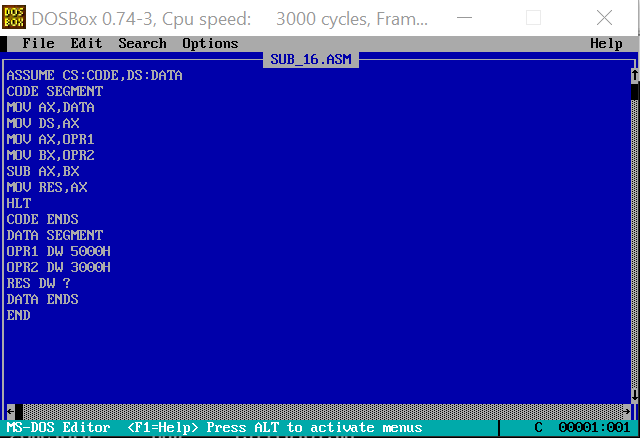 DOS
BOX
DOSBox 0.74-3, Cpu speed: 3000 cycles, Fram...
File Edit Search Options Help
SUB_16.ASM
ASSUME CS:CODE,DS:DATA
CODE SEGMENT
MOV AX,DATA
MOV DS,AX
MOV AX,OPR1
MOV BX,OPR2
SUB AX,BX
MOV RES,AX
HLT
CODE ENDS
DATA SEGMENT
OPR1 DW 5000H
OPR2 DW 3000H
RES DW ?
DATA ENDS
END
MS-DOS Editor <F1=Help> Press ALT to activate menus C 00001:001